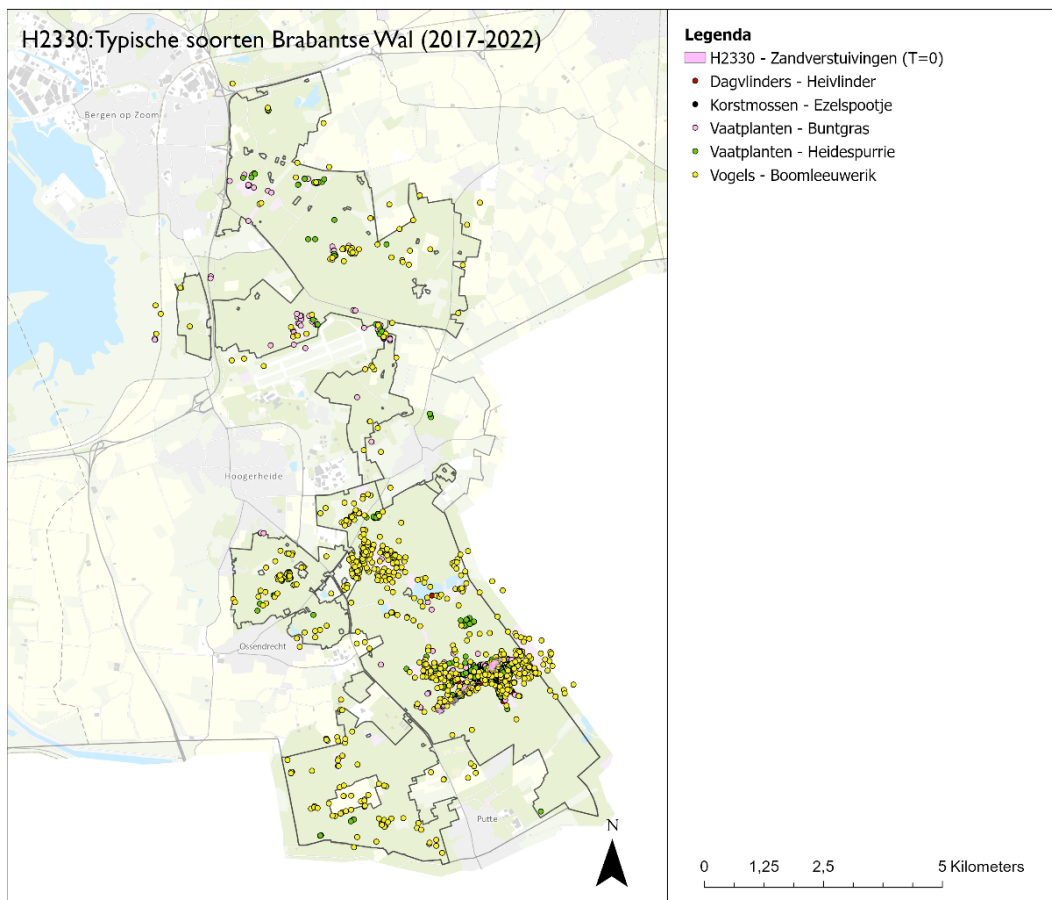 H2330: Typische soorten Brabantse Wal (2017-2022)
Bergen op Zoom
Hoogerheide
Ossendrecht
Putte
N
Legenda
H2330 - Zandverstuivingen (T=0)
Dagvlinders - Heivlinder
Korstmossen - Ezelspootje
Vaatplanten - Buntgras
Vaatplanten - Heidespurrie
Vogels - Boomleeuwerik
0 1,25 2,5 5 Kilometers